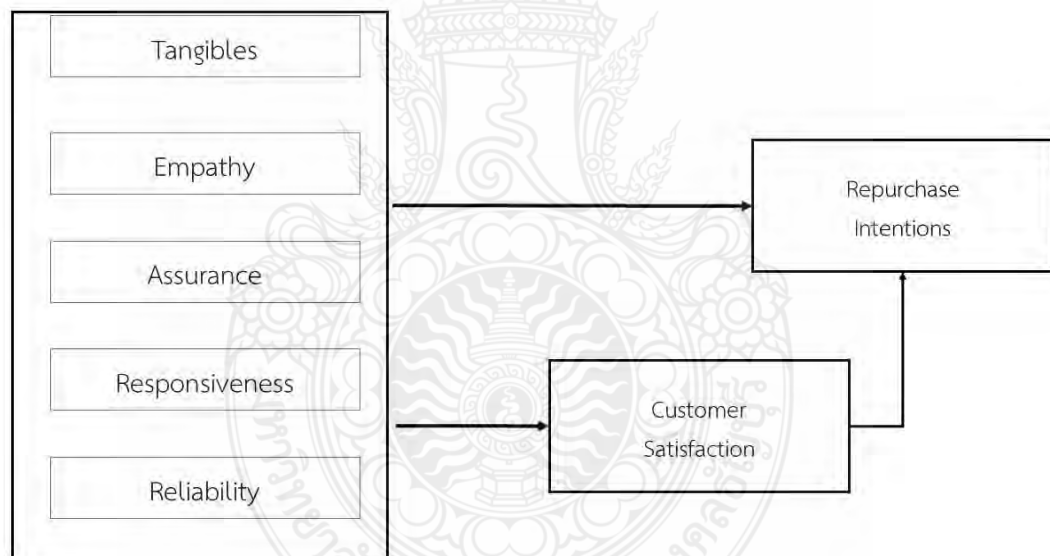 Tangibles
Empathy
Assurance
Responsiveness
Reliability
Repurchase
Intentions
Customer
Satisfaction